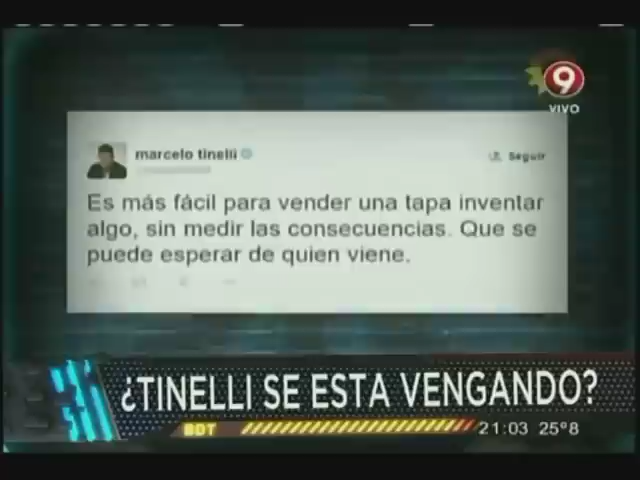 9
VIVO
marcelo tinelli
Seguir
Es más fácil para vender una tapa inventar
algo, sin medir las consecuencias. Que se
puede esperar de quien viene.
¿TINELLI SE ESTA VENGANDO?
BDT
21:03 25°8